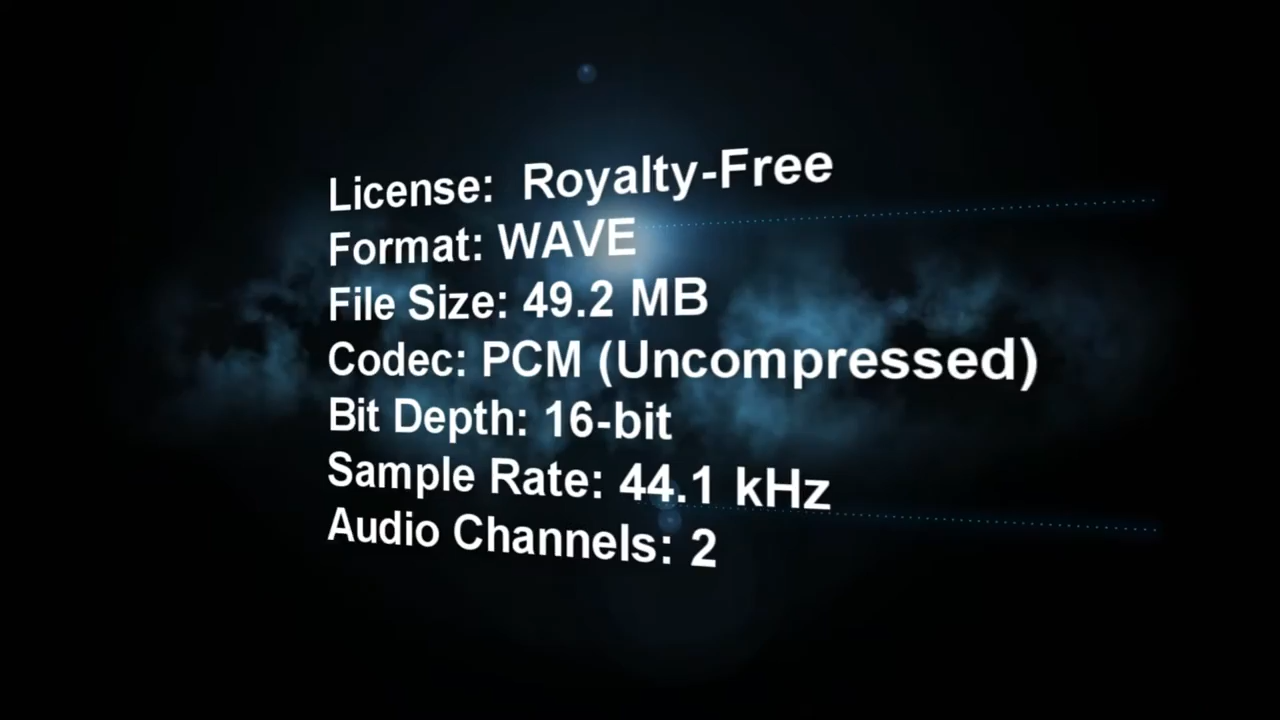 License: Royalty-Free
Format: WAVE
File Size: 49.2 MB
Codec: PCM (Uncompressed)
Bit Depth: 16-bit
Sample Rate: 44.1 kHz
Audio Channels: 2